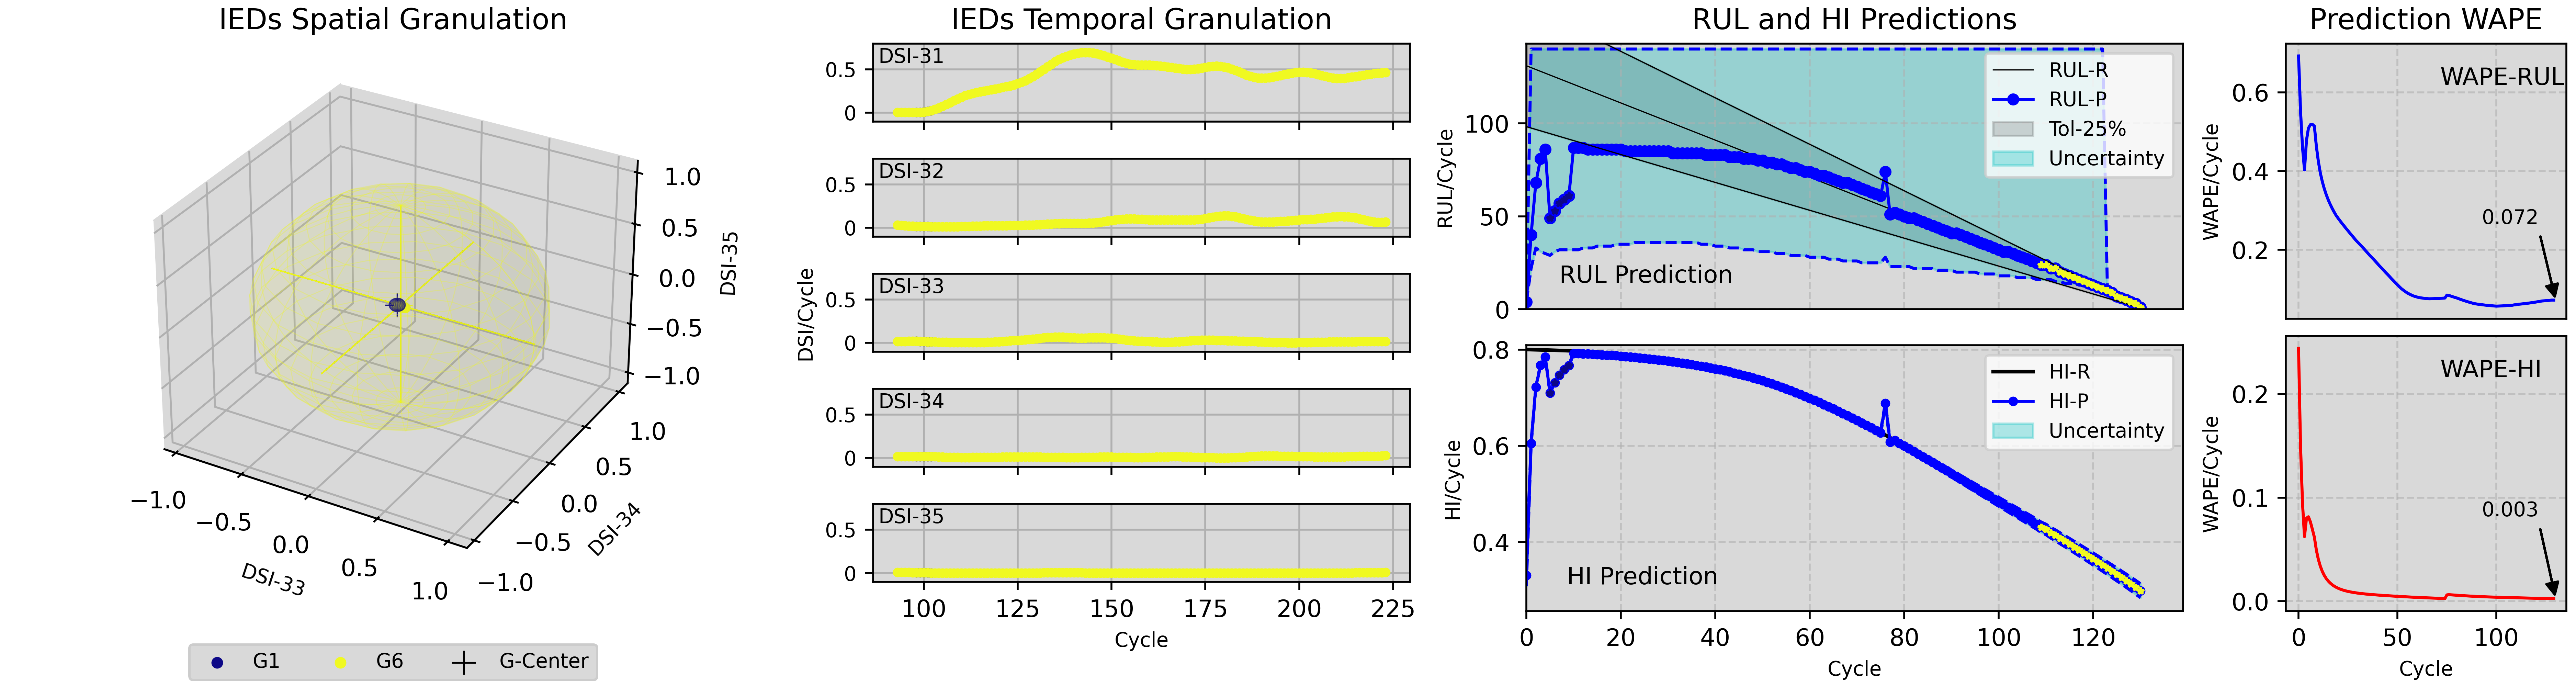 IEDs Spatial Granulation
1.0
0.5
0.0
−0.5
−1.0
DSI-35
1.0
0.5
0.0
−0.5
−1.0
DSI-34
−1.0
−0.5
0.0
0.5
1.0
DSI-33
G1
G6
G-Center
IEDs Temporal Granulation
DSI/Cycle
DSI-31
0.5
0
DSI-32
0.5
0
DSI-33
0.5
0
DSI-34
0.5
0
DSI-35
0.5
0
100 125 150 175 200 225
Cycle
RUL and HI Predictions
RUL/Cycle
100
50
0
RUL-R
RUL-P
Tol-25%
Uncertainty
RUL Prediction
HI/Cycle
0.8
0.6
0.4
HI-R
HI-P
Uncertainty
HI Prediction
0 20 40 60 80 100 120
Cycle
Prediction WAPE
WAPE/Cycle
0.6
0.4
0.2
WAPE-RUL
0.072
WAPE/Cycle
0.2
0.1
0.0
WAPE-HI
0.003
0 50 100
Cycle